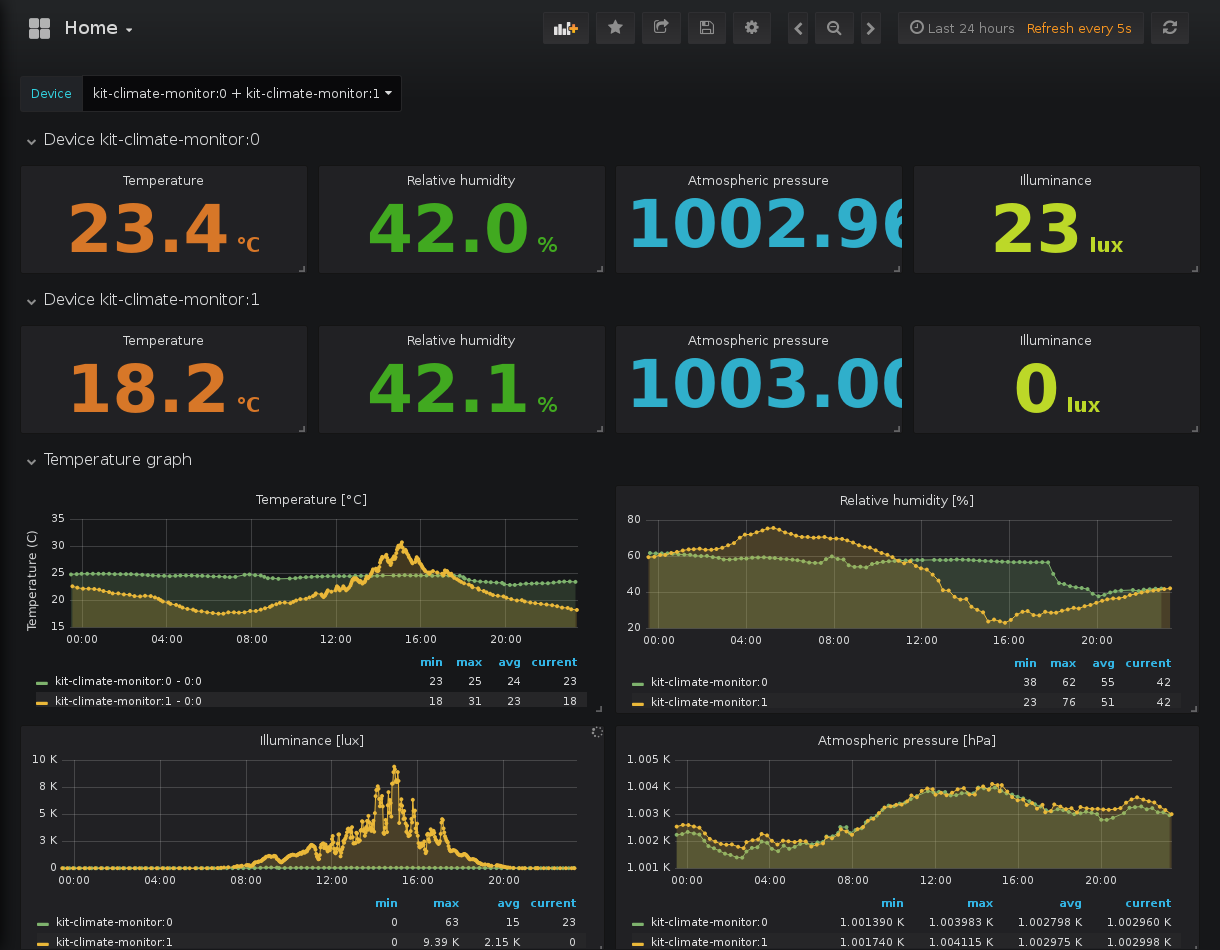 Home
Last 24 hours Refresh every 5s
Device kit-climate-monitor:0 + kit-climate-monitor:1
Device kit-climate-monitor:0
Temperature Relative humidity Atmospheric pressure Illuminance
23.4 °C 42.0 % 1002.96 23 lux
Device kit-climate-monitor:1
Temperature Relative humidity Atmospheric pressure Illuminance
18.2 °C 42.1 % 1003.00 0 lux
Temperature graph
Temperature [°C]
Temperature (C)
35
30
25
20
15
00:00 04:00 08:00 12:00 16:00 20:00
min max avg current
kit-climate-monitor:0 - 0:0 23 25 24 23
kit-climate-monitor:1 - 0:0 18 31 23 18
Relative humidity [%]
80
60
40
20
00:00 04:00 08:00 12:00 16:00 20:00
min max avg current
kit-climate-monitor:0 38 62 55 42
kit-climate-monitor:1 23 76 51 42
Illuminance [lux]
10 K
8 K
5 K
3 K
0
00:00 04:00 08:00 12:00 16:00 20:00
min max avg current
kit-climate-monitor:0 0 63 15 23
kit-climate-monitor:1 0 9.39 K 2.15 K 0
Atmospheric pressure [hPa]
1.005 K
1.004 K
1.003 K
1.002 K
1.001 K
00:00 04:00 08:00 12:00 16:00 20:00
min max avg current
kit-climate-monitor:0 1.001390 K 1.003983 K 1.002798 K 1.002960 K
kit-climate-monitor:1 1.001740 K 1.004115 K 1.002975 K 1.002998 K